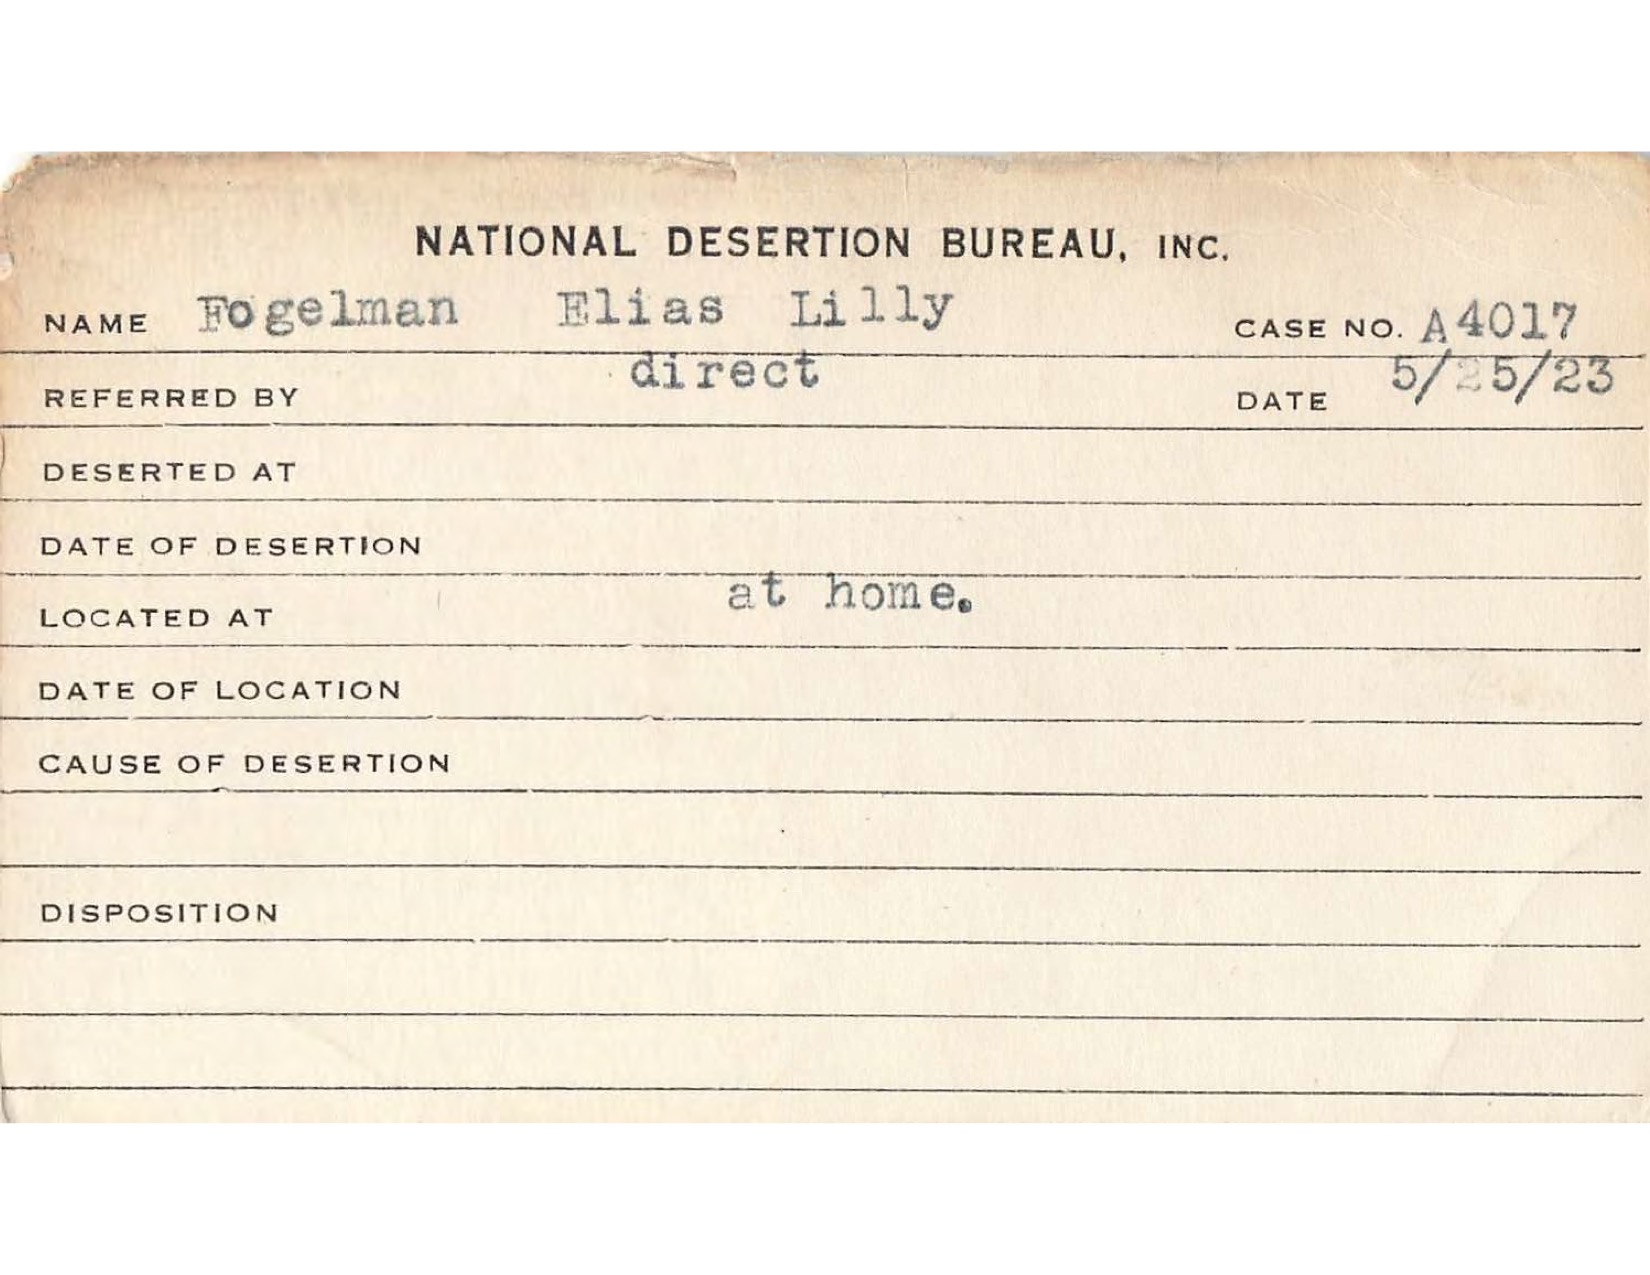 NATIONAL DESERTION BUREAU, INC.
NAME Fogelman Elias Lilly CASE NO. A4017
REFERRED BY direct DATE 5/25/23
DESERTED AT
DATE OF DESERTION
LOCATED AT at home.
DATE OF LOCATION
CAUSE OF DESERTION
DISPOSITION